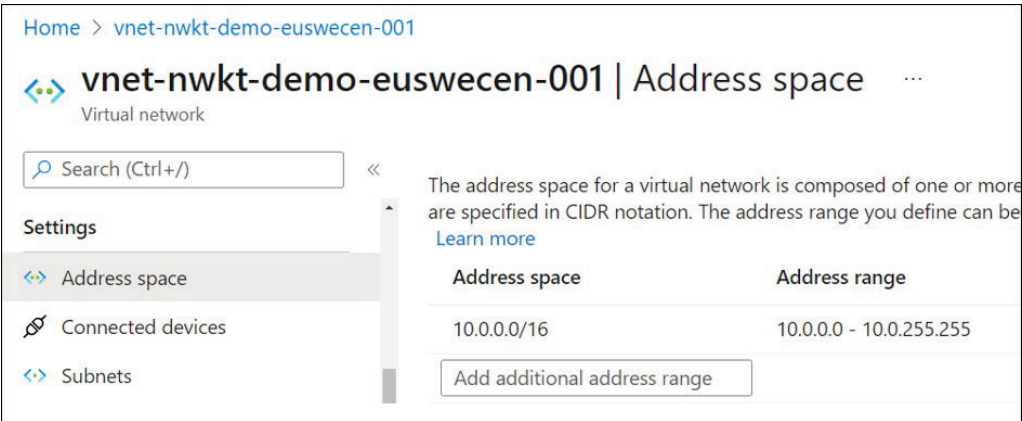 Home > vnet-nwkt-demo-euswecen-001
vnet-nwkt-demo-euswecen-001 | Address space ...
Virtual network
Search (Ctrl+/) «
Settings
Address space
Connected devices
Subnets
The address space for a virtual network is composed of one or more
are specified in CIDR notation. The address range you define can be
Learn more
Address space Address range
10.0.0.0/16 10.0.0.0 - 10.0.255.255
Add additional address range